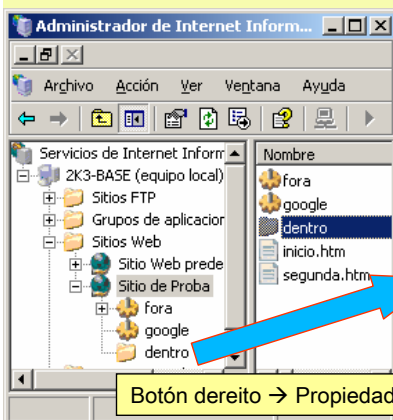 Administrador de Internet Inform...
Archivo Acción Ver Ventana Ayuda
Servicios de Internet Inform
2K3-BASE (equipo local)
Sitios FTP
Grupos de aplicacior
Sitios Web
Sitio Web prede
Sitio de Proba
fora
google
dentro
Nombre
fora
google
dentro
inicio.htm
segunda.htm
Botón dereito → Propiedad